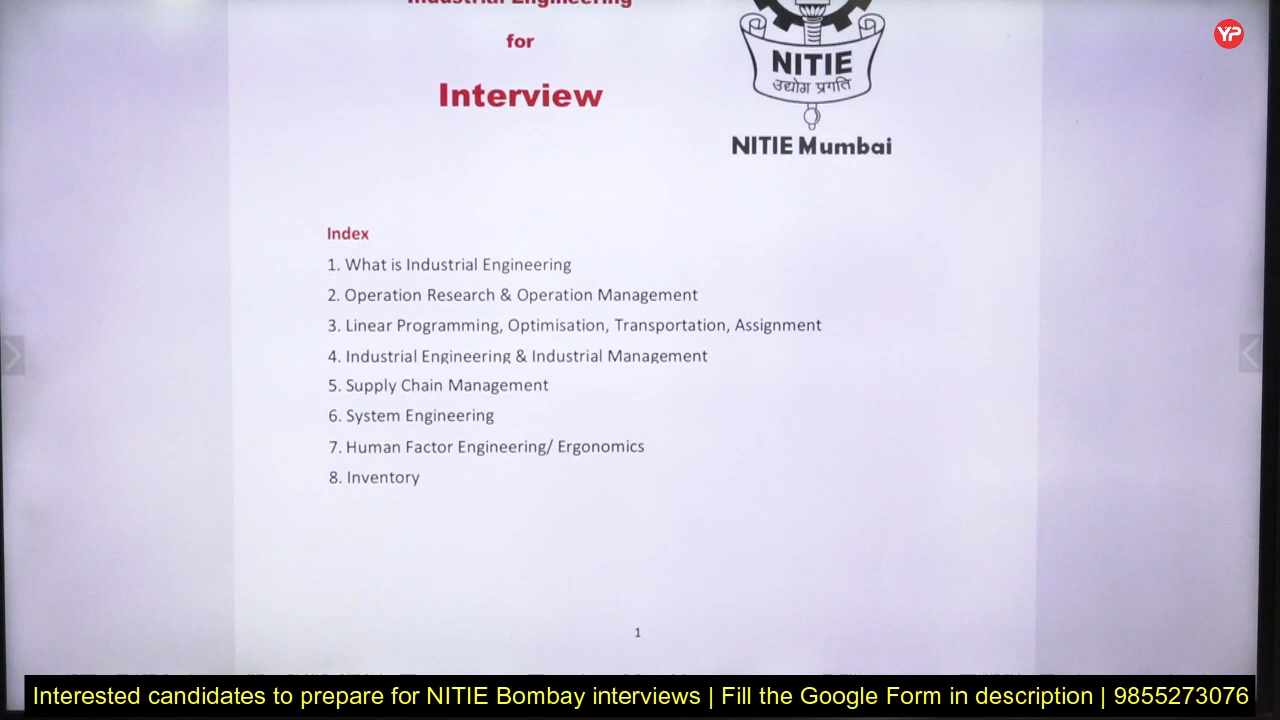 Industrial Engineering
for
Interview
YP
NITIE
उद्योग प्रगति
NITIE Mumbai
Index
1. What is Industrial Engineering
2. Operation Research & Operation Management
3. Linear Programming, Optimisation, Transportation, Assignment
4. Industrial Engineering & Industrial Management
5. Supply Chain Management
6. System Engineering
7. Human Factor Engineering/ Ergonomics
8. Inventory
1
Interested candidates to prepare for NITIE Bombay interviews | Fill the Google Form in description | 9855273076